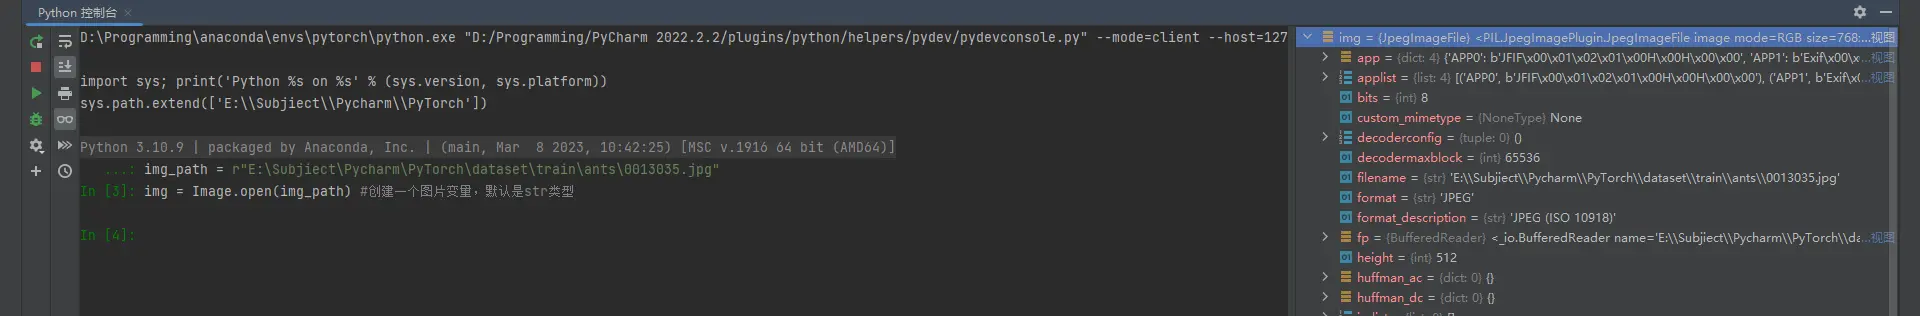 Python 控制台
D:\Programming\anaconda\envs\pytorch\python.exe "D:/Programming/PyCharm 2022.2.2/plugins/python/helpers/pydev/pydevconsole.py" --mode=client --host=127
import sys; print('Python %s on %s' % (sys.version, sys.platform))
sys.path.extend(['E:\\Subjiect\\Pycharm\\PyTorch'])
Python 3.10.9 | packaged by Anaconda, Inc. | (main, Mar  8 2023, 10:42:25) [MSC v.1916 64 bit (AMD64)]
...: img_path = r"E:\Subjiect\Pycharm\PyTorch\dataset\train\ants\0013035.jpg"
In [3]: img = Image.open(img_path) #创建一个图片变量，默认是str类型
In [4]:
img = {JpegImageFile} <PIL.JpegImagePlugin.JpegImageFile image mode=RGB size=768:...视图
app = {dict: 4} {'APP0': b'JFIF\x00\x01\x02\x01\x00H\x00H\x00\x00', 'APP1': b'Exif\x00\x...视图
applist = {list: 4} [('APP0', b'JFIF\x00\x01\x02\x01\x00H\x00H\x00\x00'), ('APP1', b'Exif\x0...视图
bits = {int} 8
custom_mimetype = {NoneType} None
decoderconfig = {tuple: 0} ()
decodermaxblock = {int} 65536
filename = {str} 'E:\\Subjiect\\Pycharm\\PyTorch\\dataset\\train\\ants\\0013035.jpg'
format = {str} 'JPEG'
format_description = {str} 'JPEG (ISO 10918)'
fp = {BufferedReader} <_io.BufferedReader name='E:\\Subjiect\\Pycharm\\PyTorch\\da...视图
height = {int} 512
huffman_ac = {dict: 0} {}
huffman_dc = {dict: 0} {}